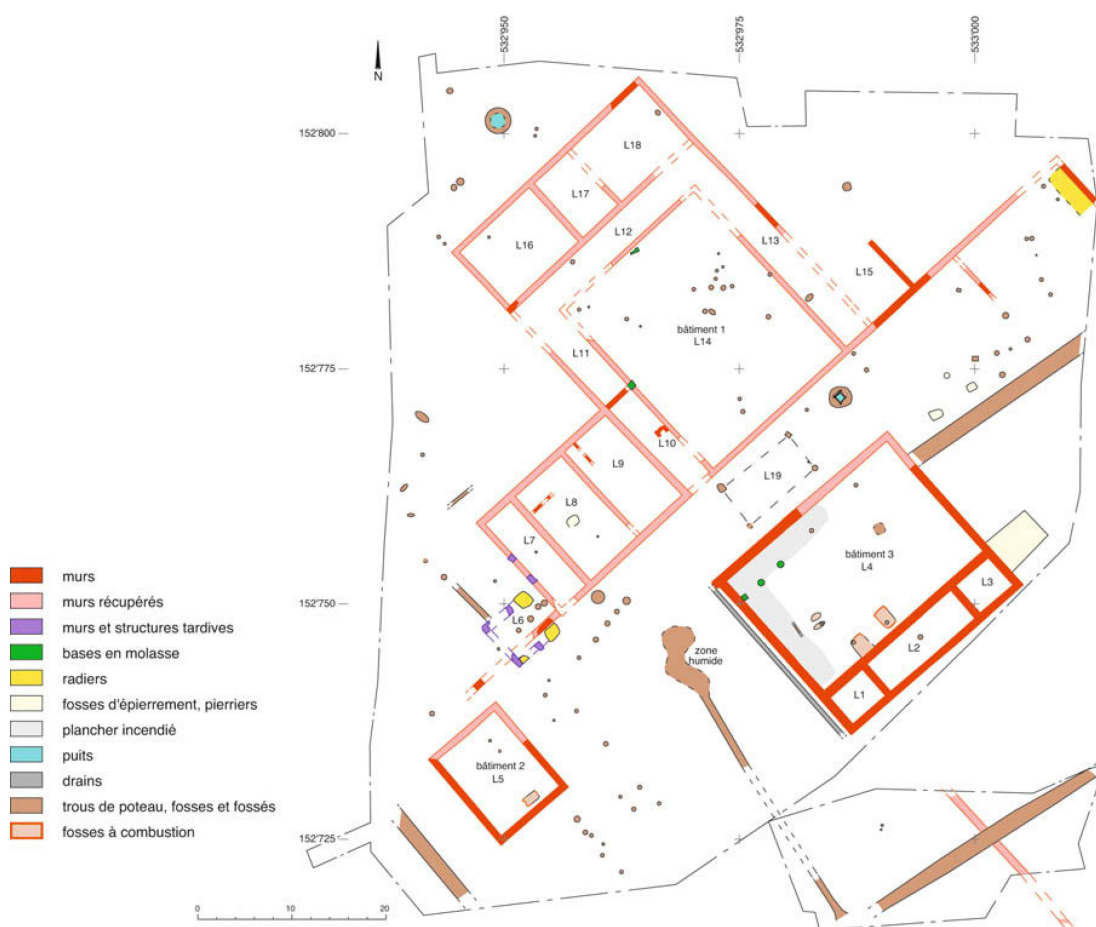 532'950
532'975
533'000
N
152'800
L18
L17
L16
L12
L13
L15
bâtiment 1
L14
L11
152'775
L10
L9
L19
L8
L7
bâtiment 3
L4
L3
152'750
L6
zone
humide
L2
L1
bâtiment 2
L5
152'725
murs
murs récupérés
murs et structures tardives
bases en molasse
radiers
fosses d'épierrement, pierriers
plancher incendié
puits
drains
trous de poteau, fosses et fossés
fosses à combustion
0 10 20